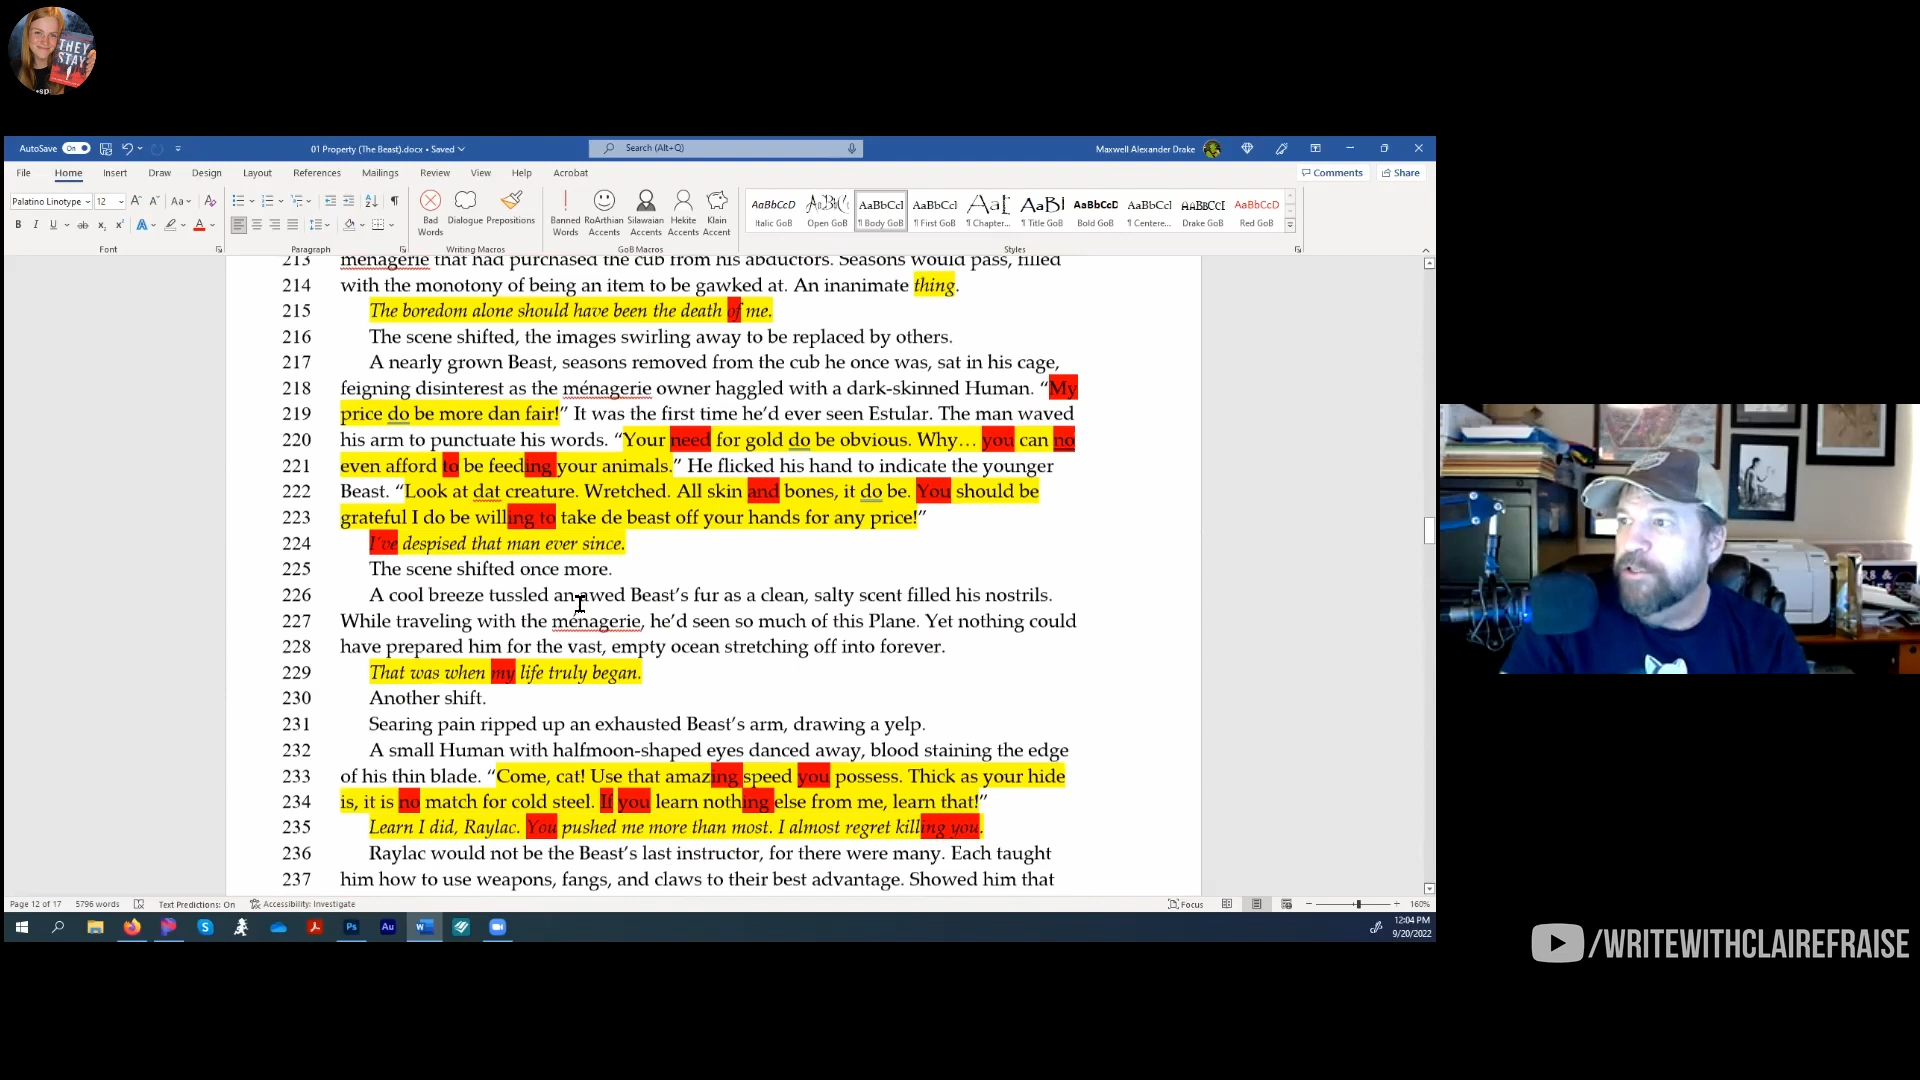 THEY
STAY
•sp
AutoSave On
01 Property (The Beast).docx • Saved
Search (Alt+Q)
Maxwell Alexander Drake
File Home Insert Draw Design Layout References Mailings Review View Help Acrobat
Comments Share
Palatino Linotype 12
Bad Words Dialogue Prepositions
Banned Words RoArthian Accents Silawaian Accents Hekite Accents Klain Accent
AaBbCcD AaBbC AaBbCcI AaBbCcI AaI AaBI AaBbCcD AaBbCcI AABBCCI AaBbCcD
Italic GoB Open GoB ¶ Body GoB ¶ First GoB ¶ Chapter... ¶ Title GoB Bold GoB ¶ Centere... Drake GoB Red GoB
Font Paragraph Writing Macros GoB Macros Styles
213 ménagerie that had purchased the cub from his abductors. Seasons would pass, filled
214 with the monotony of being an item to be gawked at. An inanimate thing.
215 The boredom alone should have been the death of me.
216 The scene shifted, the images swirling away to be replaced by others.
217 A nearly grown Beast, seasons removed from the cub he once was, sat in his cage,
218 feigning disinterest as the ménagerie owner haggled with a dark-skinned Human. “My
219 price do be more dan fair!” It was the first time he’d ever seen Estular. The man waved
220 his arm to punctuate his words. “Your need for gold do be obvious. Why… you can no
221 even afford to be feeding your animals.” He flicked his hand to indicate the younger
222 Beast. “Look at dat creature. Wretched. All skin and bones, it do be. You should be
223 grateful I do be willing to take de beast off your hands for any price!”
224 I’ve despised that man ever since.
225 The scene shifted once more.
226 A cool breeze tussled an awed Beast’s fur as a clean, salty scent filled his nostrils.
227 While traveling with the ménagerie, he’d seen so much of this Plane. Yet nothing could
228 have prepared him for the vast, empty ocean stretching off into forever.
229 That was when my life truly began.
230 Another shift.
231 Searing pain ripped up an exhausted Beast’s arm, drawing a yelp.
232 A small Human with halfmoon-shaped eyes danced away, blood staining the edge
233 of his thin blade. “Come, cat! Use that amazing speed you possess. Thick as your hide
234 is, it is no match for cold steel. If you learn nothing else from me, learn that!”
235 Learn I did, Raylac. You pushed me more than most. I almost regret killing you.
236 Raylac would not be the Beast’s last instructor, for there were many. Each taught
237 him how to use weapons, fangs, and claws to their best advantage. Showed him that
Page 12 of 17 5796 words Text Predictions: On Accessibility: Investigate
Focus 160%
12:04 PM
9/20/2022
/WRITEWITHCLAIREFRAISE